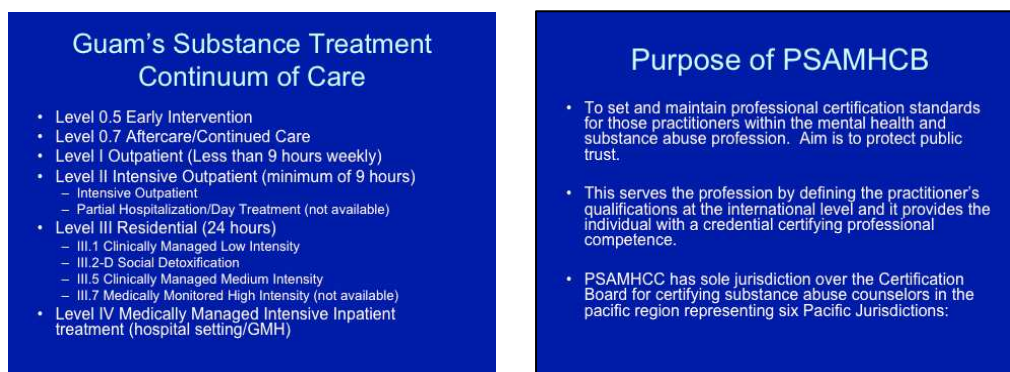 Guam's Substance Treatment
Continuum of Care
• Level 0.5 Early Intervention
• Level 0.7 Aftercare/Continued Care
• Level I Outpatient (Less than 9 hours weekly)
• Level II Intensive Outpatient (minimum of 9 hours)
– Intensive Outpatient
– Partial Hospitalization/Day Treatment (not available)
• Level III Residential (24 hours)
– III.1 Clinically Managed Low Intensity
– III.2-D Social Detoxification
– III.5 Clinically Managed Medium Intensity
– III.7 Medically Monitored High Intensity (not available)
• Level IV Medically Managed Intensive Inpatient
treatment (hospital setting/GMH)
Purpose of PSAMHCB
• To set and maintain professional certification standards
for those practitioners within the mental health and
substance abuse profession. Aim is to protect public
trust.
• This serves the profession by defining the practitioner's
qualifications at the international level and it provides the
individual with a credential certifying professional
competence.
• PSAMHCC has sole jurisdiction over the Certification
Board for certifying substance abuse counselors in the
pacific region representing six Pacific Jurisdictions: